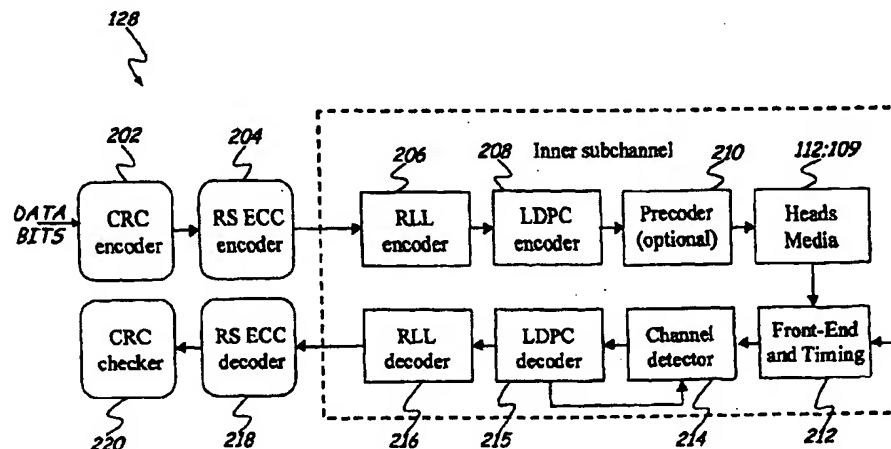 128
202
204
206
208
Inner subchannel
210
112:109
DATA
BITS
CRC
encoder
RS ECC
encoder
RLL
encoder
LDPC
encoder
Precoder
(optional)
Heads
Media
CRC
checker
RS ECC
decoder
RLL
decoder
LDPC
decoder
Channel
detector
Front-End
and Timing
220
218
216
215
214
212